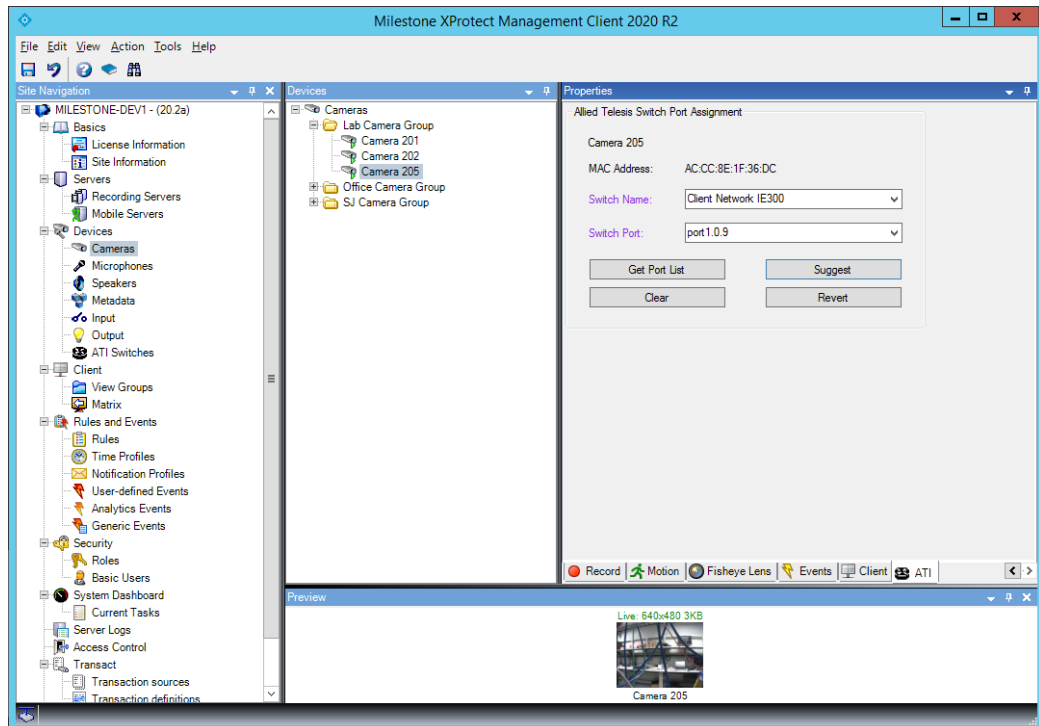 Milestone XProtect Management Client 2020 R2
File Edit View Action Tools Help
Site Navigation
MILESTONE-DEV1 - (20.2a)
Basics
License Information
Site Information
Servers
Recording Servers
Mobile Servers
Devices
Cameras
Microphones
Speakers
Metadata
Input
Output
ATI Switches
Client
View Groups
Matrix
Rules and Events
Rules
Time Profiles
Notification Profiles
User-defined Events
Analytics Events
Generic Events
Security
Roles
Basic Users
System Dashboard
Current Tasks
Server Logs
Access Control
Transact
Transaction sources
Transaction definitions
Devices
Cameras
Lab Camera Group
Camera 201
Camera 202
Camera 205
Office Camera Group
SJ Camera Group
Properties
Allied Telesis Switch Port Assignment
Camera 205
MAC Address: AC:CC:8E:1F:36:DC
Switch Name: Client Network IE300
Switch Port: port1.0.9
Get Port List Suggest
Clear Revert
Record Motion Fisheye Lens Events Client ATI
Preview
Live: 640x480 3KB
Camera 205